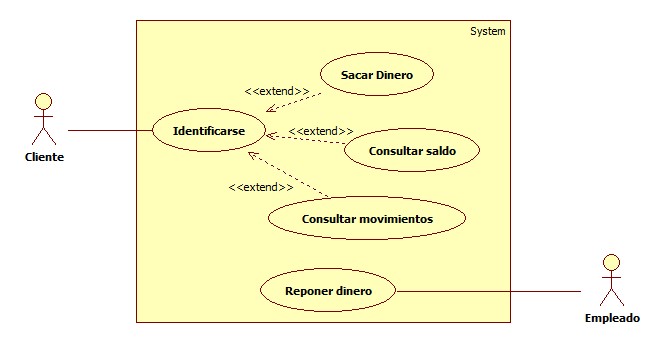 System
Sacar Dinero
<<extend>>
Identificarse
<<extend>>
Consultar saldo
Cliente
<<extend>>
Consultar movimientos
Reponer dinero
Empleado